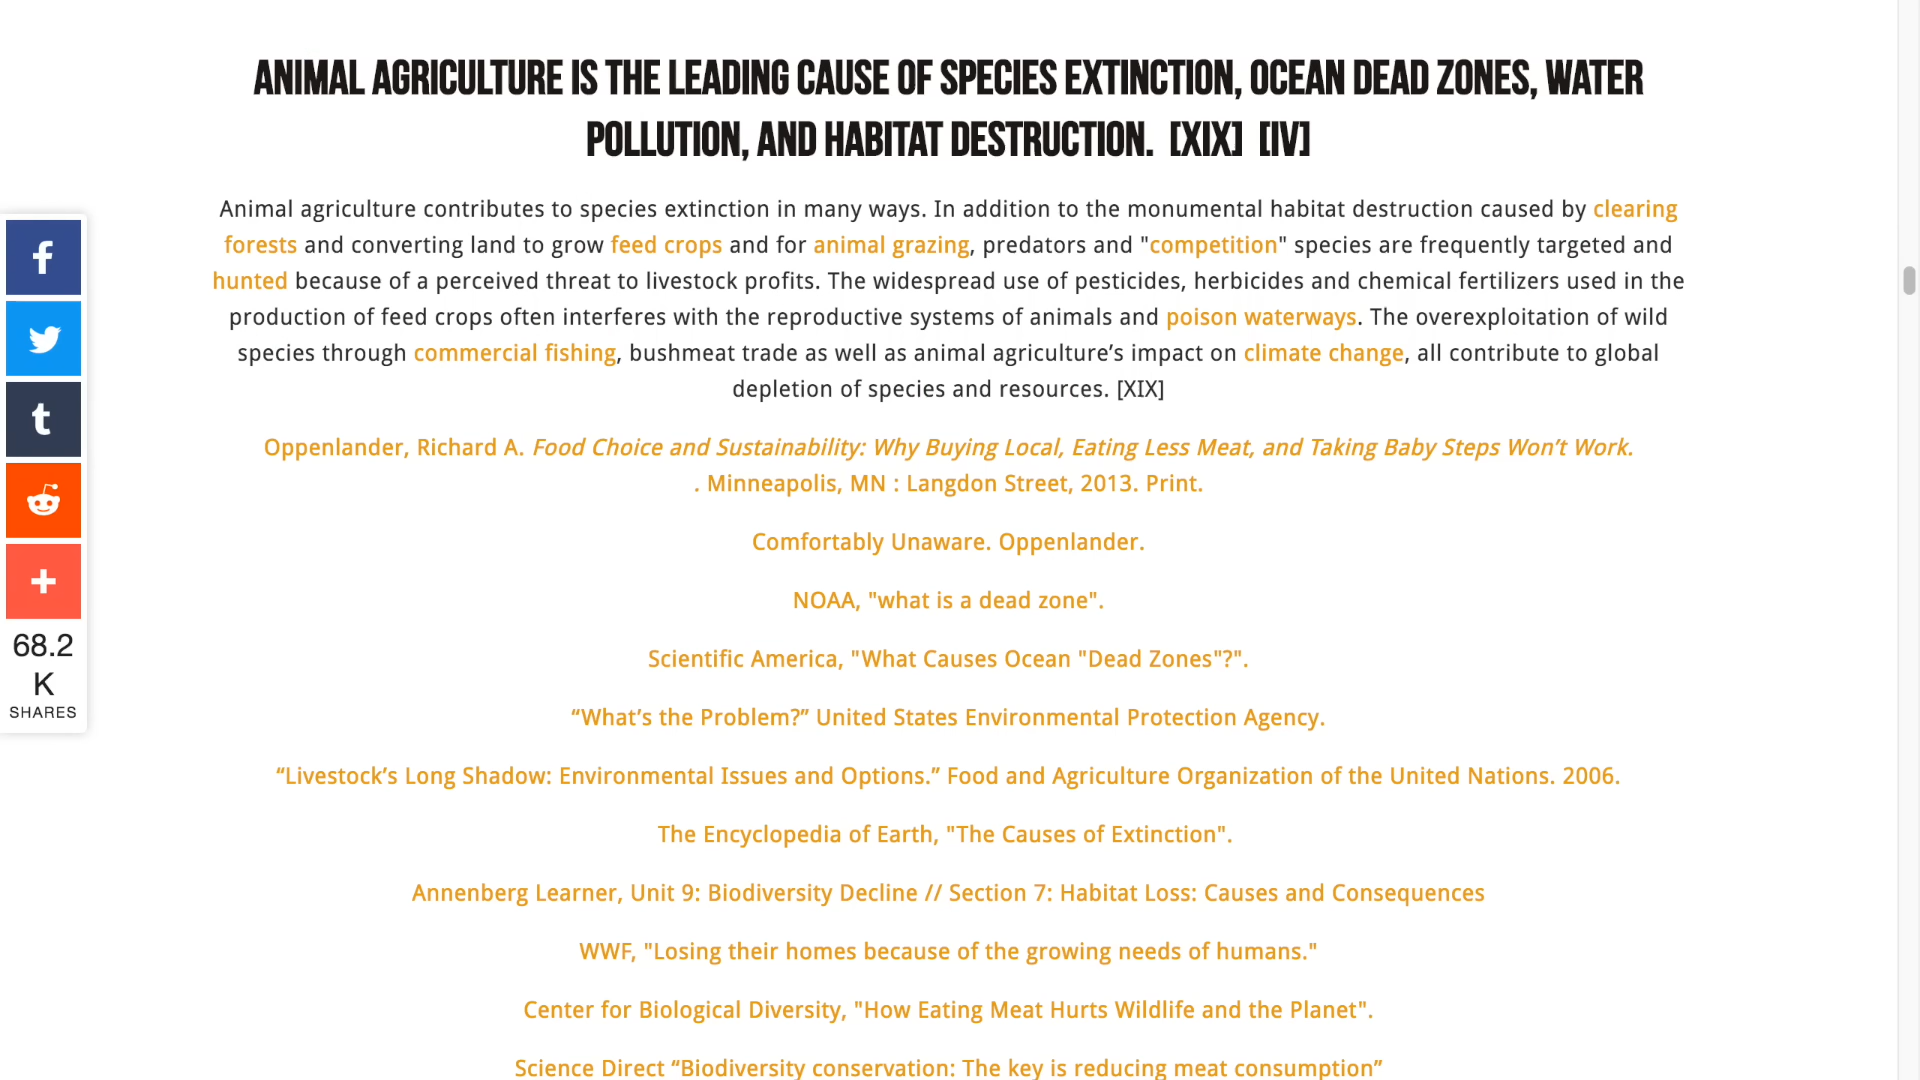 ANIMAL AGRICULTURE IS THE LEADING CAUSE OF SPECIES EXTINCTION, OCEAN DEAD ZONES, WATER
POLLUTION, AND HABITAT DESTRUCTION. [XIX] [IV]
Animal agriculture contributes to species extinction in many ways. In addition to the monumental habitat destruction caused by clearing
forests and converting land to grow feed crops and for animal grazing, predators and "competition" species are frequently targeted and
hunted because of a perceived threat to livestock profits. The widespread use of pesticides, herbicides and chemical fertilizers used in the
production of feed crops often interferes with the reproductive systems of animals and poison waterways. The overexploitation of wild
species through commercial fishing, bushmeat trade as well as animal agriculture’s impact on climate change, all contribute to global
depletion of species and resources. [XIX]
Oppenlander, Richard A. Food Choice and Sustainability: Why Buying Local, Eating Less Meat, and Taking Baby Steps Won’t Work.
. Minneapolis, MN : Langdon Street, 2013. Print.
Comfortably Unaware. Oppenlander.
NOAA, "what is a dead zone".
Scientific America, "What Causes Ocean "Dead Zones"?".
“What’s the Problem?” United States Environmental Protection Agency.
“Livestock’s Long Shadow: Environmental Issues and Options.” Food and Agriculture Organization of the United Nations. 2006.
The Encyclopedia of Earth, "The Causes of Extinction".
Annenberg Learner, Unit 9: Biodiversity Decline // Section 7: Habitat Loss: Causes and Consequences
WWF, "Losing their homes because of the growing needs of humans."
Center for Biological Diversity, "How Eating Meat Hurts Wildlife and the Planet".
Science Direct “Biodiversity conservation: The key is reducing meat consumption”
68.2
K
SHARES